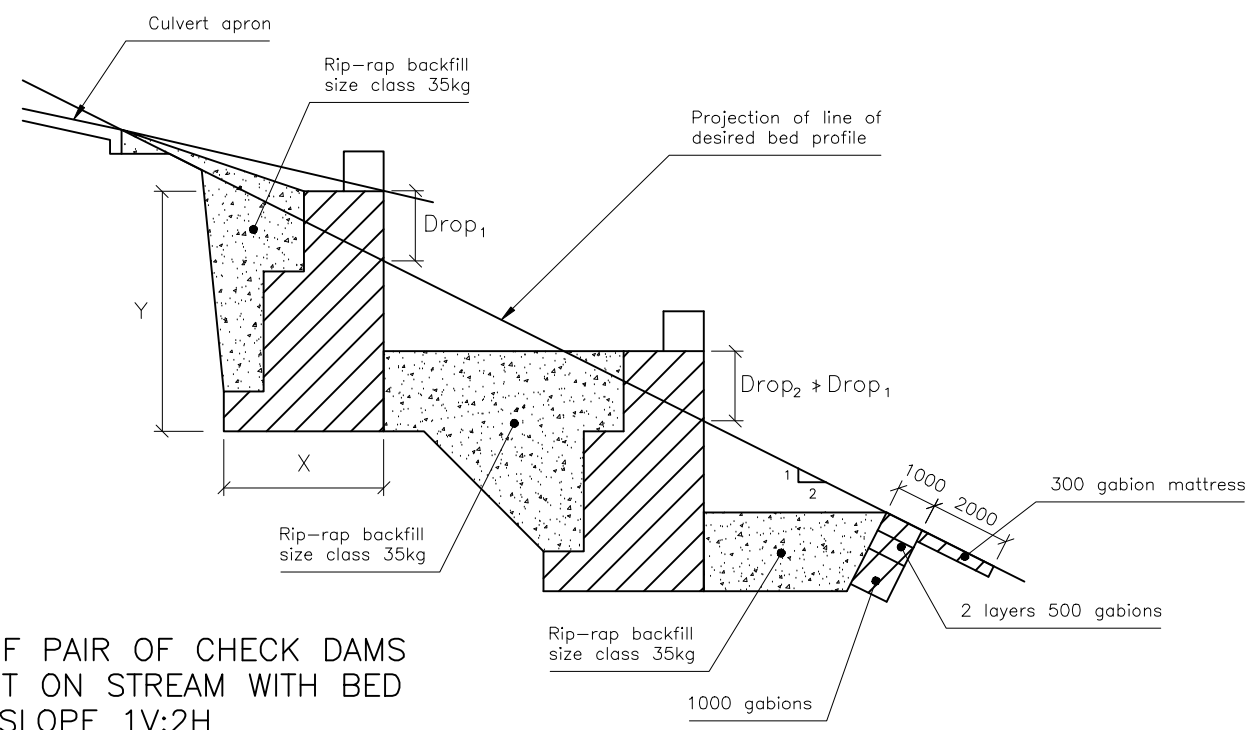 Culvert apron
Rip-rap backfill
size class 35kg
Projection of line of
desired bed profile
Drop₁
Y
X
Drop₂ ≯ Drop₁
1
2
1000
2000
300 gabion mattress
Rip-rap backfill
size class 35kg
2 layers 500 gabions
Rip-rap backfill
size class 35kg
1000 gabions
F PAIR OF CHECK DAMS
T ON STREAM WITH BED
SLOPE 1V:2H